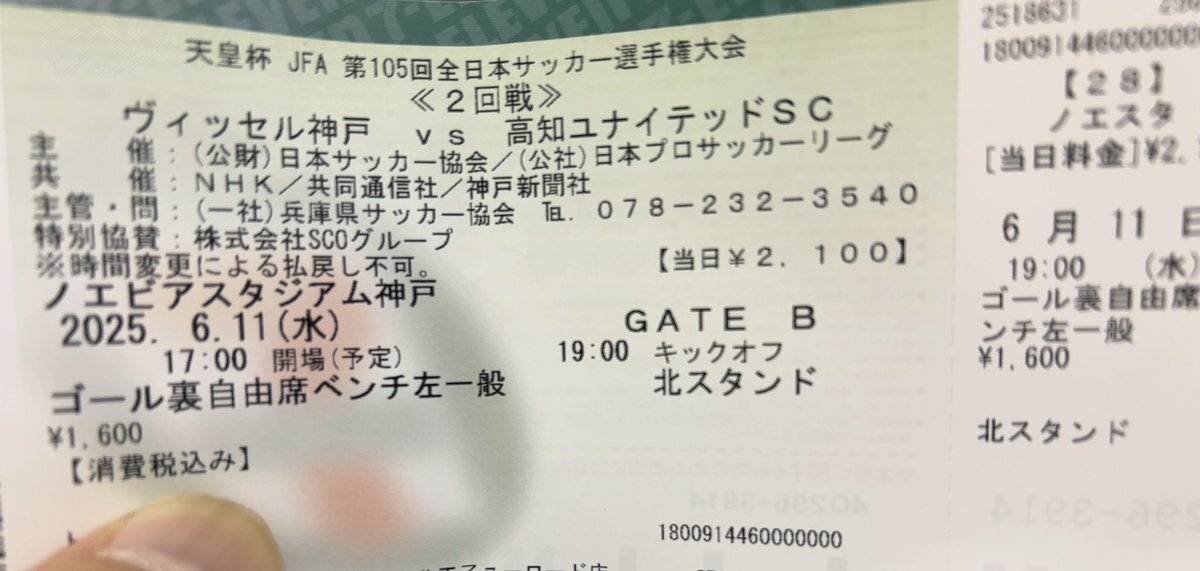 天皇杯 JFA 第105回全日本サッカー選手権大会
≪２回戦≫
ヴィッセル神戸 ｖｓ 高知ユナイテッドＳＣ
主 催：(公財)日本サッカー協会／(公社)日本プロサッカーリーグ
共 催：ＮＨＫ／共同通信社／神戸新聞社
主管・問：(一社)兵庫県サッカー協会 ℡．０７８－２３２－３５４０
特別協賛：株式会社SCOグループ
※時間変更による払戻し不可。
【当日￥２，１００】
ノエビアスタジアム神戸
2025. 6.11(水)
ＧＡＴＥ Ｂ
17:00 開場(予定)
19:00 キックオフ
ゴール裏自由席ベンチ左一般
北スタンド
¥1,600
【消費税込み】
1800914460000000
2518631
18009144600000000
【２８】
ノエスタ
[当日料金]¥2,
6 月 11 日
19:00 (水)
ゴール裏自由席
ンチ左一般
¥1,600
北スタンド